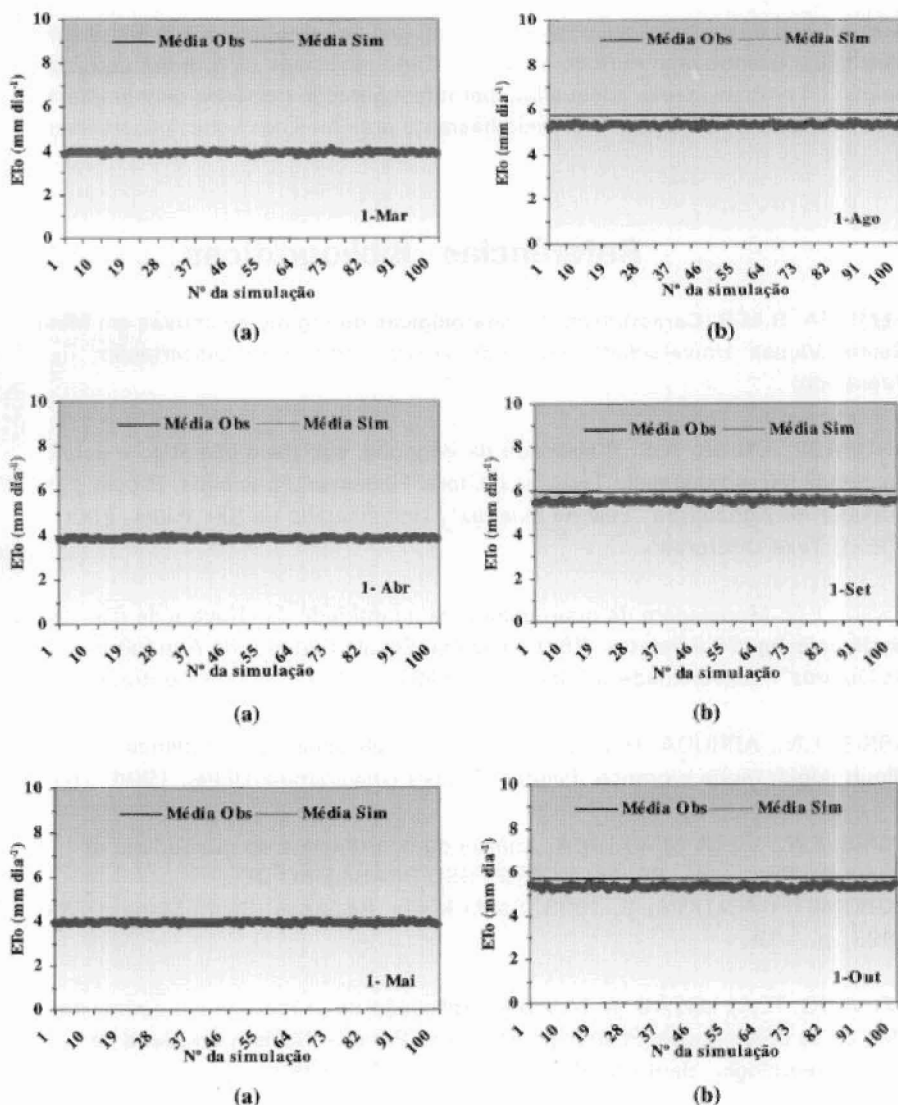 10
8
6
4
2
0
ETo (mm dia⁻¹)
Média Obs Média Sim
1-Mar
1 10 19 28 37 46 55 64 73 82 91 100
Nº da simulação
(a)
10
8
6
4
2
0
ETo (mm dia⁻¹)
Média Obs Média Sim
1-Ago
1 10 19 28 37 46 55 64 73 82 91 100
Nº da simulação
(b)
10
8
6
4
2
0
ETo (mm dia⁻¹)
Média Obs Média Sim
1- Abr
1 10 19 28 37 46 55 64 73 82 91 100
Nº da simulação
(a)
10
8
6
4
2
0
ETo (mm dia⁻¹)
Média Obs Média Sim
1-Set
1 10 19 28 37 46 55 64 73 82 91 100
Nº da simulação
(b)
10
8
6
4
2
0
ETo (mm dia⁻¹)
Média Obs Média Sim
1- Mai
1 10 19 28 37 46 55 64 73 82 91 100
Nº da simulação
(a)
10
8
6
4
2
0
ETo (mm dia⁻¹)
Média Obs Média Sim
1-Out
1 10 19 28 37 46 55 64 73 82 91 100
Nº da simulação
(b)